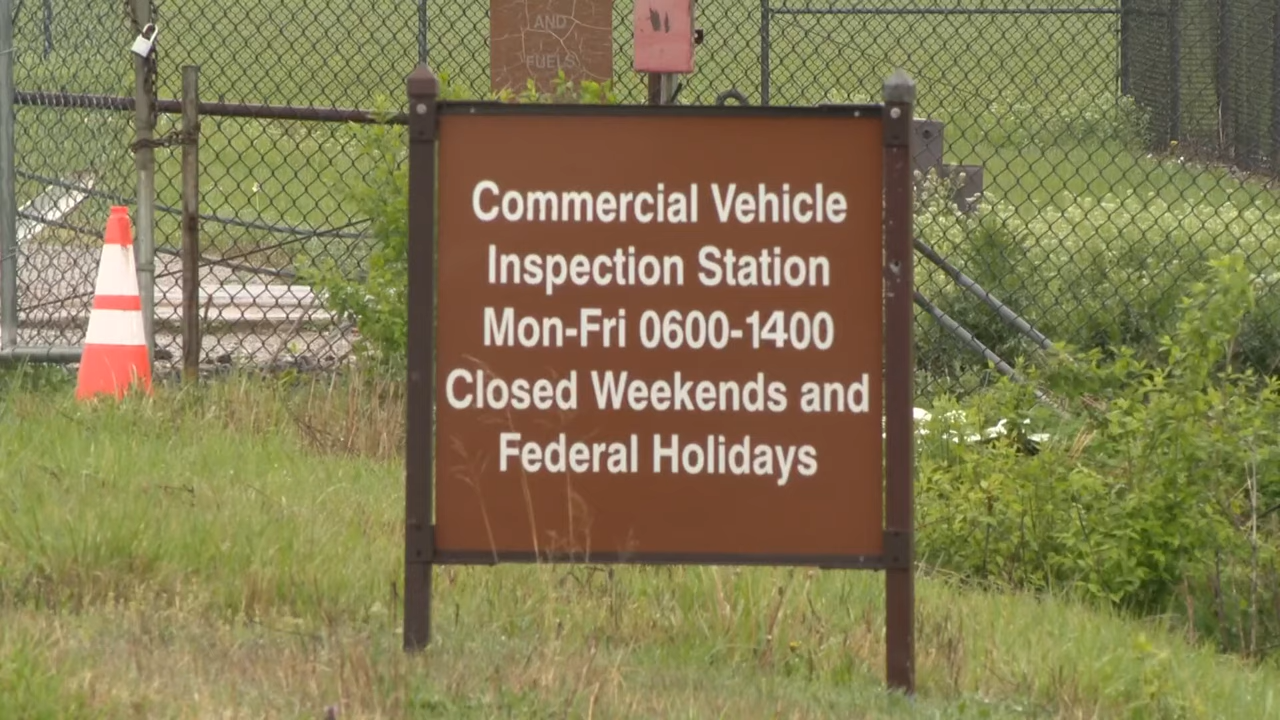 AND
FUELS
Commercial Vehicle
Inspection Station
Mon-Fri 0600-1400
Closed Weekends and
Federal Holidays